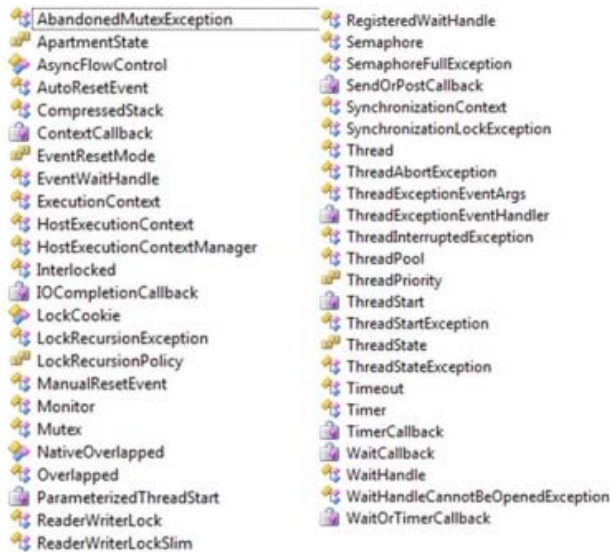 AbandonedMutexException
ApartmentState
AsyncFlowControl
AutoResetEvent
CompressedStack
ContextCallback
EventResetMode
EventWaitHandle
ExecutionContext
HostExecutionContext
HostExecutionContextManager
Interlocked
IOCompletionCallback
LockCookie
LockRecursionException
LockRecursionPolicy
ManualResetEvent
Monitor
Mutex
NativeOverlapped
Overlapped
ParameterizedThreadStart
ReaderWriterLock
ReaderWriterLockSlim
RegisteredWaitHandle
Semaphore
SemaphoreFullException
SendOrPostCallback
SynchronizationContext
SynchronizationLockException
Thread
ThreadAbortException
ThreadExceptionEventArgs
ThreadExceptionEventHandler
ThreadInterruptedException
ThreadPool
ThreadPriority
ThreadStart
ThreadStartException
ThreadState
ThreadStateException
Timeout
Timer
TimerCallback
WaitCallback
WaitHandle
WaitHandleCannotBeOpenedException
WaitOrTimerCallback